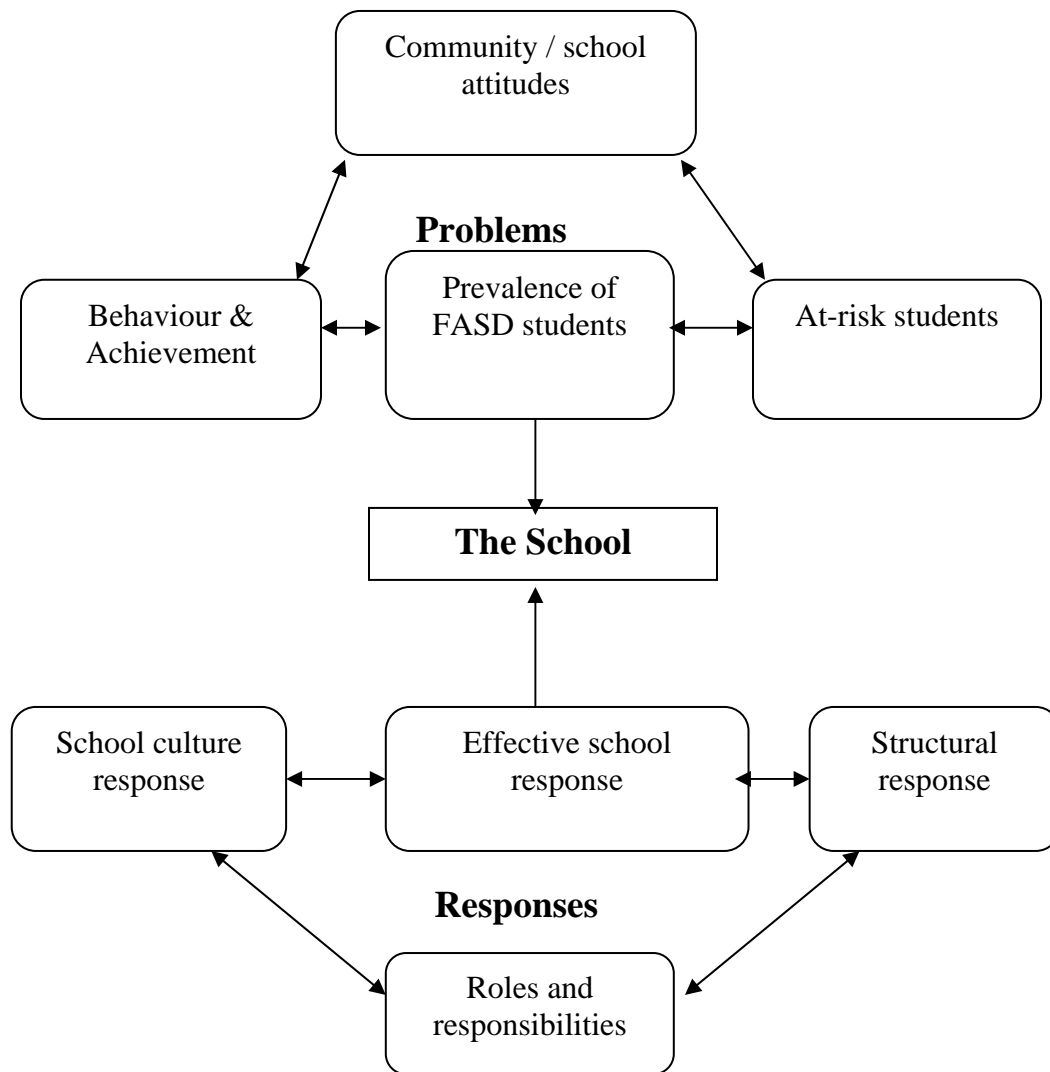 Community / school
attitudes
Problems
Behaviour &
Achievement
Prevalence of
FASD students
At-risk students
The School
School culture
response
Effective school
response
Structural
response
Responses
Roles and
responsibilities